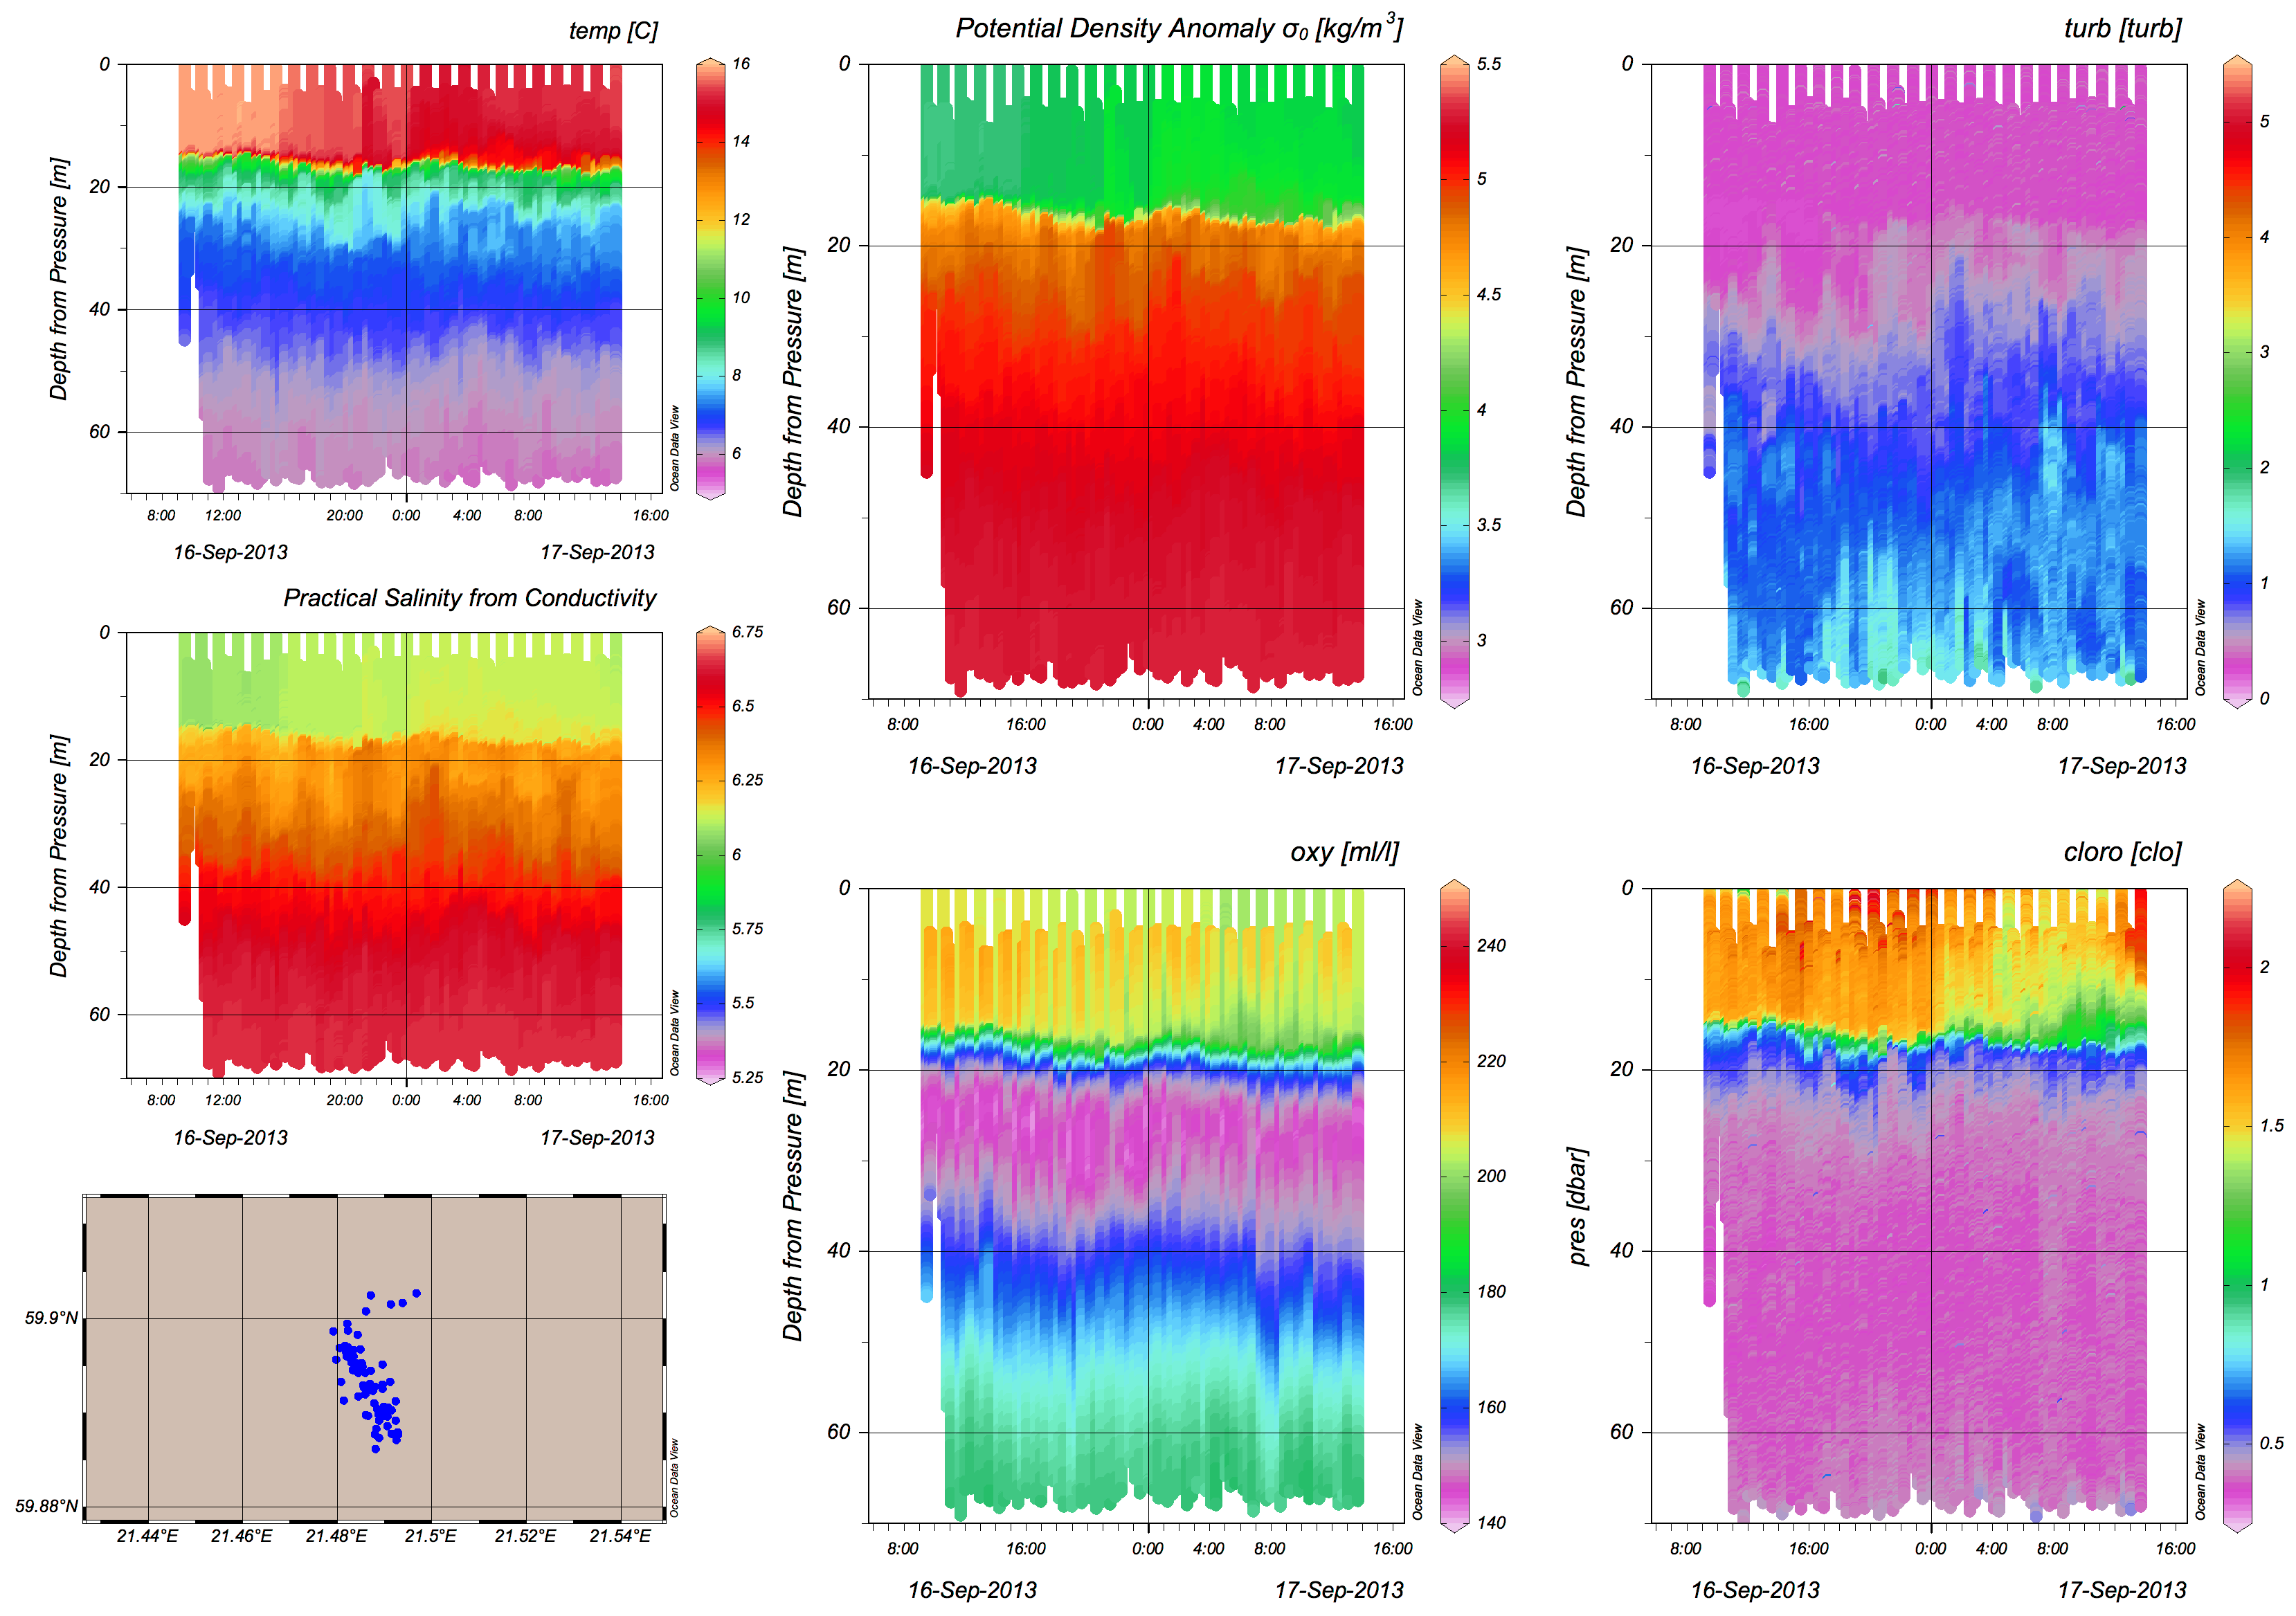 temp [C]
0
20
40
60
Depth from Pressure [m]
16
14
12
10
8
6
Ocean Data View
8:00 12:00 20:00 0:00 4:00 8:00 16:00
16-Sep-2013 17-Sep-2013
Potential Density Anomaly σ0 [kg/m3]
0
20
40
60
Depth from Pressure [m]
5.5
5
4.5
4
3.5
3
Ocean Data View
8:00 16:00 0:00 4:00 8:00 16:00
16-Sep-2013 17-Sep-2013
turb [turb]
0
20
40
60
Depth from Pressure [m]
5
4
3
2
1
0
Ocean Data View
8:00 16:00 0:00 4:00 8:00 16:00
16-Sep-2013 17-Sep-2013
Practical Salinity from Conductivity
0
20
40
60
Depth from Pressure [m]
6.75
6.5
6.25
6
5.75
5.5
5.25
Ocean Data View
8:00 12:00 20:00 0:00 4:00 8:00 16:00
16-Sep-2013 17-Sep-2013
oxy [ml/l]
0
20
40
60
Depth from Pressure [m]
240
220
200
180
160
140
Ocean Data View
8:00 16:00 0:00 4:00 8:00 16:00
16-Sep-2013 17-Sep-2013
cloro [clo]
0
20
40
60
pres [dbar]
2
1.5
1
0.5
Ocean Data View
8:00 16:00 0:00 4:00 8:00 16:00
16-Sep-2013 17-Sep-2013
59.9°N
59.88°N
21.44°E 21.46°E 21.48°E 21.5°E 21.52°E 21.54°E
Ocean Data View